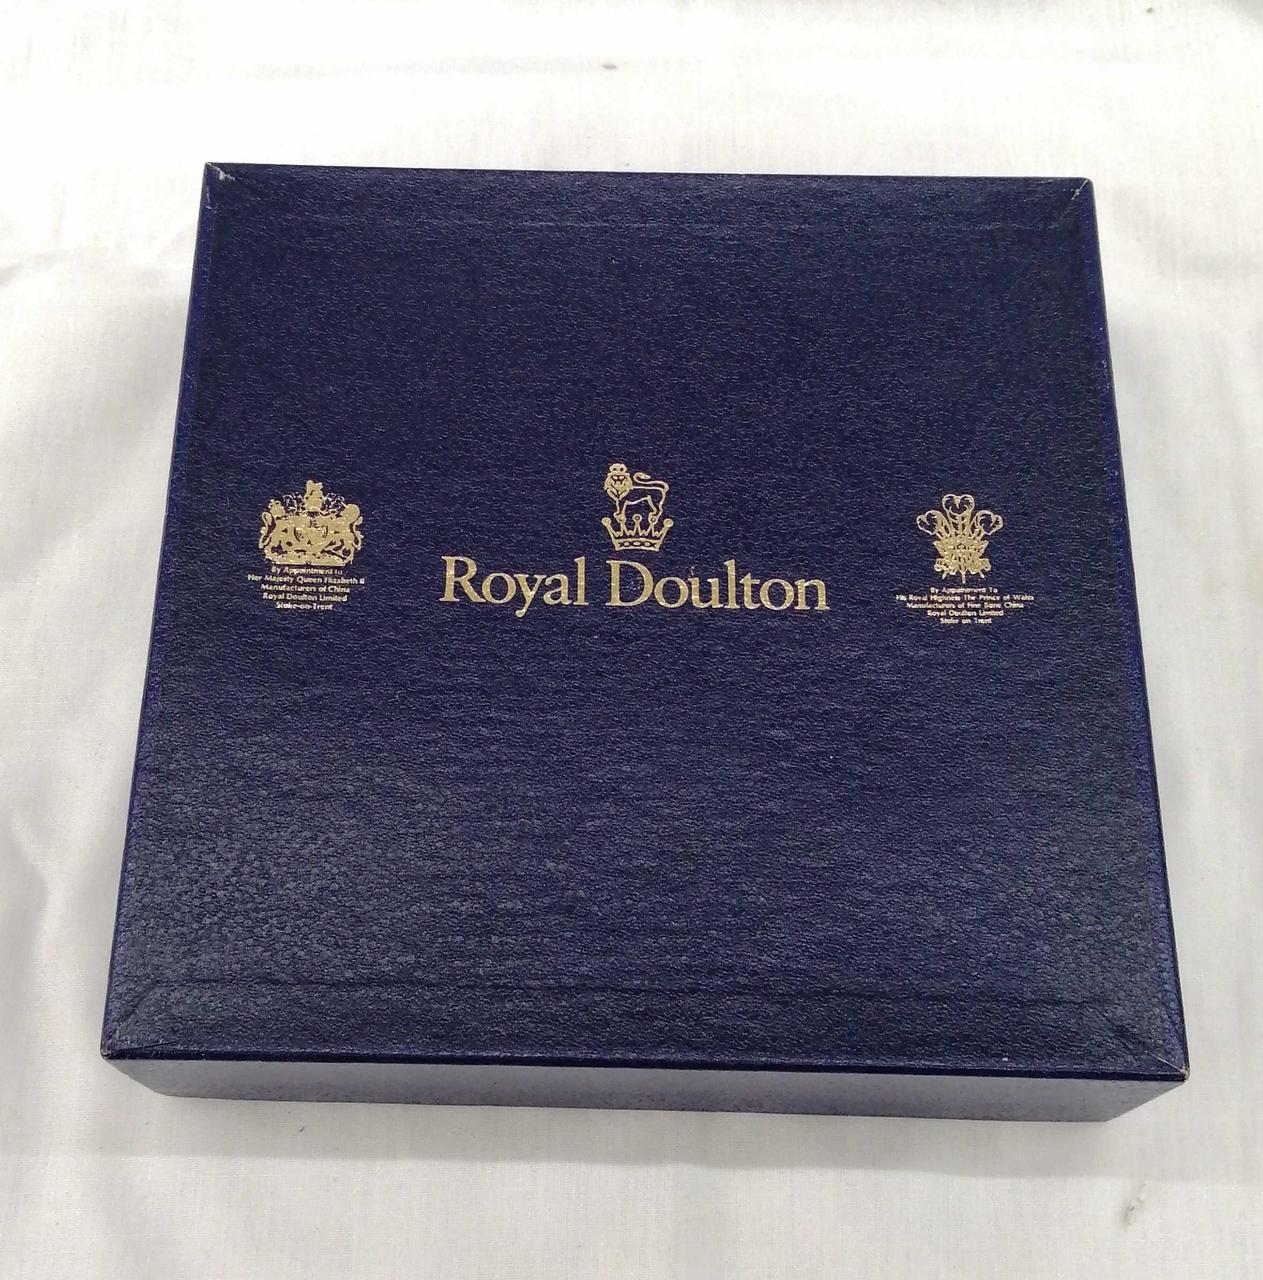 Royal Doulton
By Appointment to
Her Majesty Queen Elizabeth II
Manufacturers of China
Royal Doulton Limited
Stoke-on-Trent
By Appointment To
His Royal Highness The Prince of Wales
Manufacturers of Fine Bone China
Royal Doulton Limited
Stoke on Trent